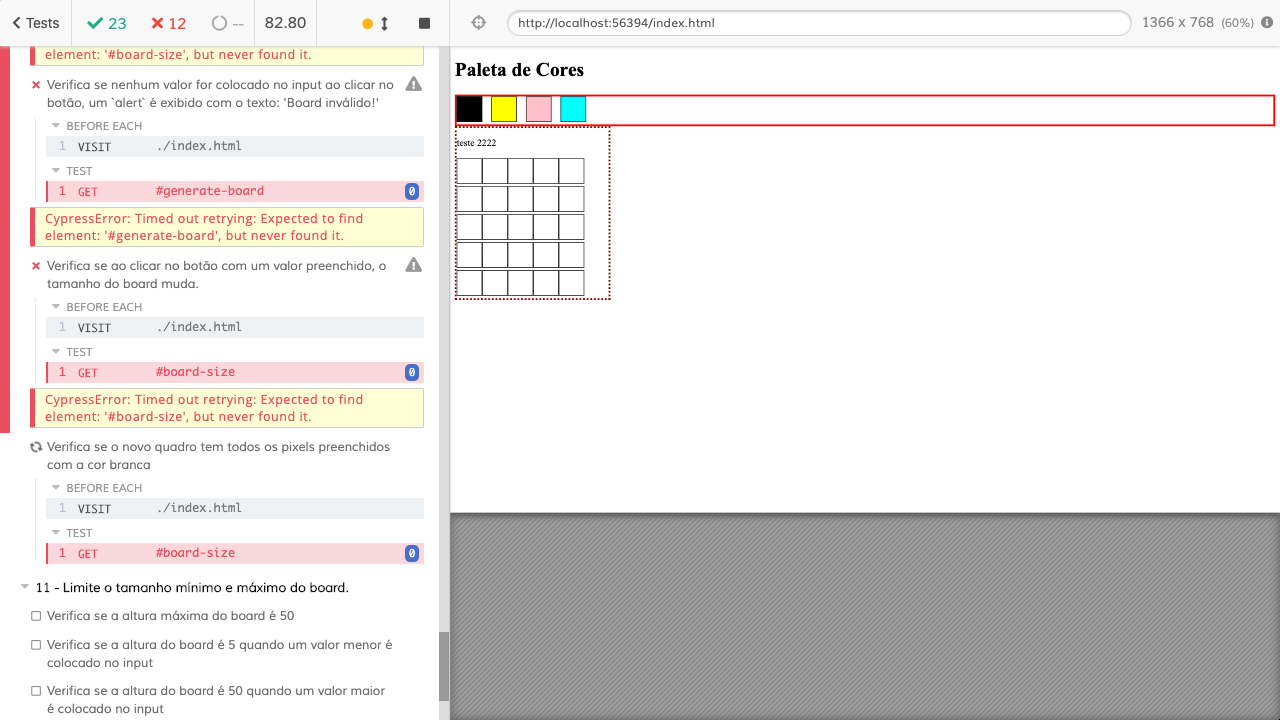 Tests 23 12 -- 82.80
element: '#board-size', but never found it.
Verifica se nenhum valor for colocado no input ao clicar no
botão, um `alert` é exibido com o texto: 'Board inválido!'
BEFORE EACH
1 VISIT ./index.html
TEST
1 GET #generate-board 0
CypressError: Timed out retrying: Expected to find
element: '#generate-board', but never found it.
Verifica se ao clicar no botão com um valor preenchido, o
tamanho do board muda.
BEFORE EACH
1 VISIT ./index.html
TEST
1 GET #board-size 0
CypressError: Timed out retrying: Expected to find
element: '#board-size', but never found it.
Verifica se o novo quadro tem todos os pixels preenchidos
com a cor branca
BEFORE EACH
1 VISIT ./index.html
TEST
1 GET #board-size 0
11 - Limite o tamanho mínimo e máximo do board.
Verifica se a altura máxima do board é 50
Verifica se a altura do board é 5 quando um valor menor é
colocado no input
Verifica se a altura do board é 50 quando um valor maior
é colocado no input
http://localhost:56394/index.html 1366 x 768 (60%)
Paleta de Cores
teste 2222